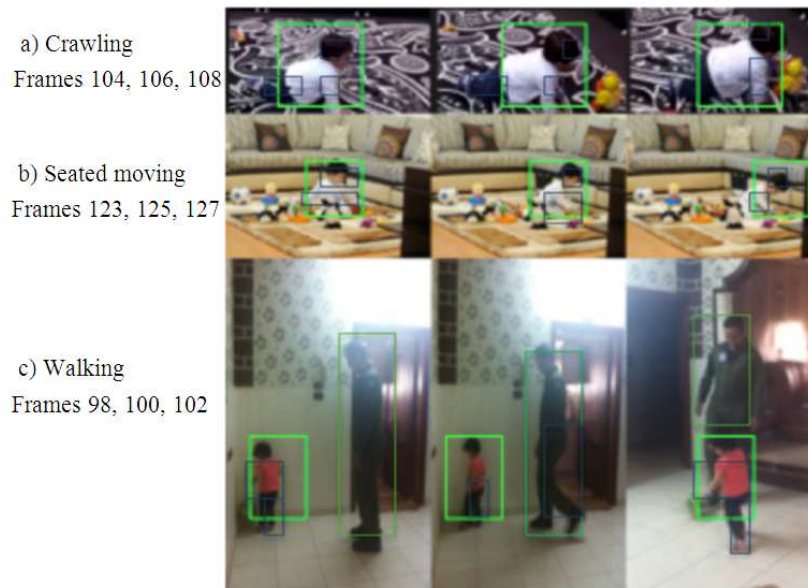 a) Crawling
Frames 104, 106, 108
b) Seated moving
Frames 123, 125, 127
c) Walking
Frames 98, 100, 102